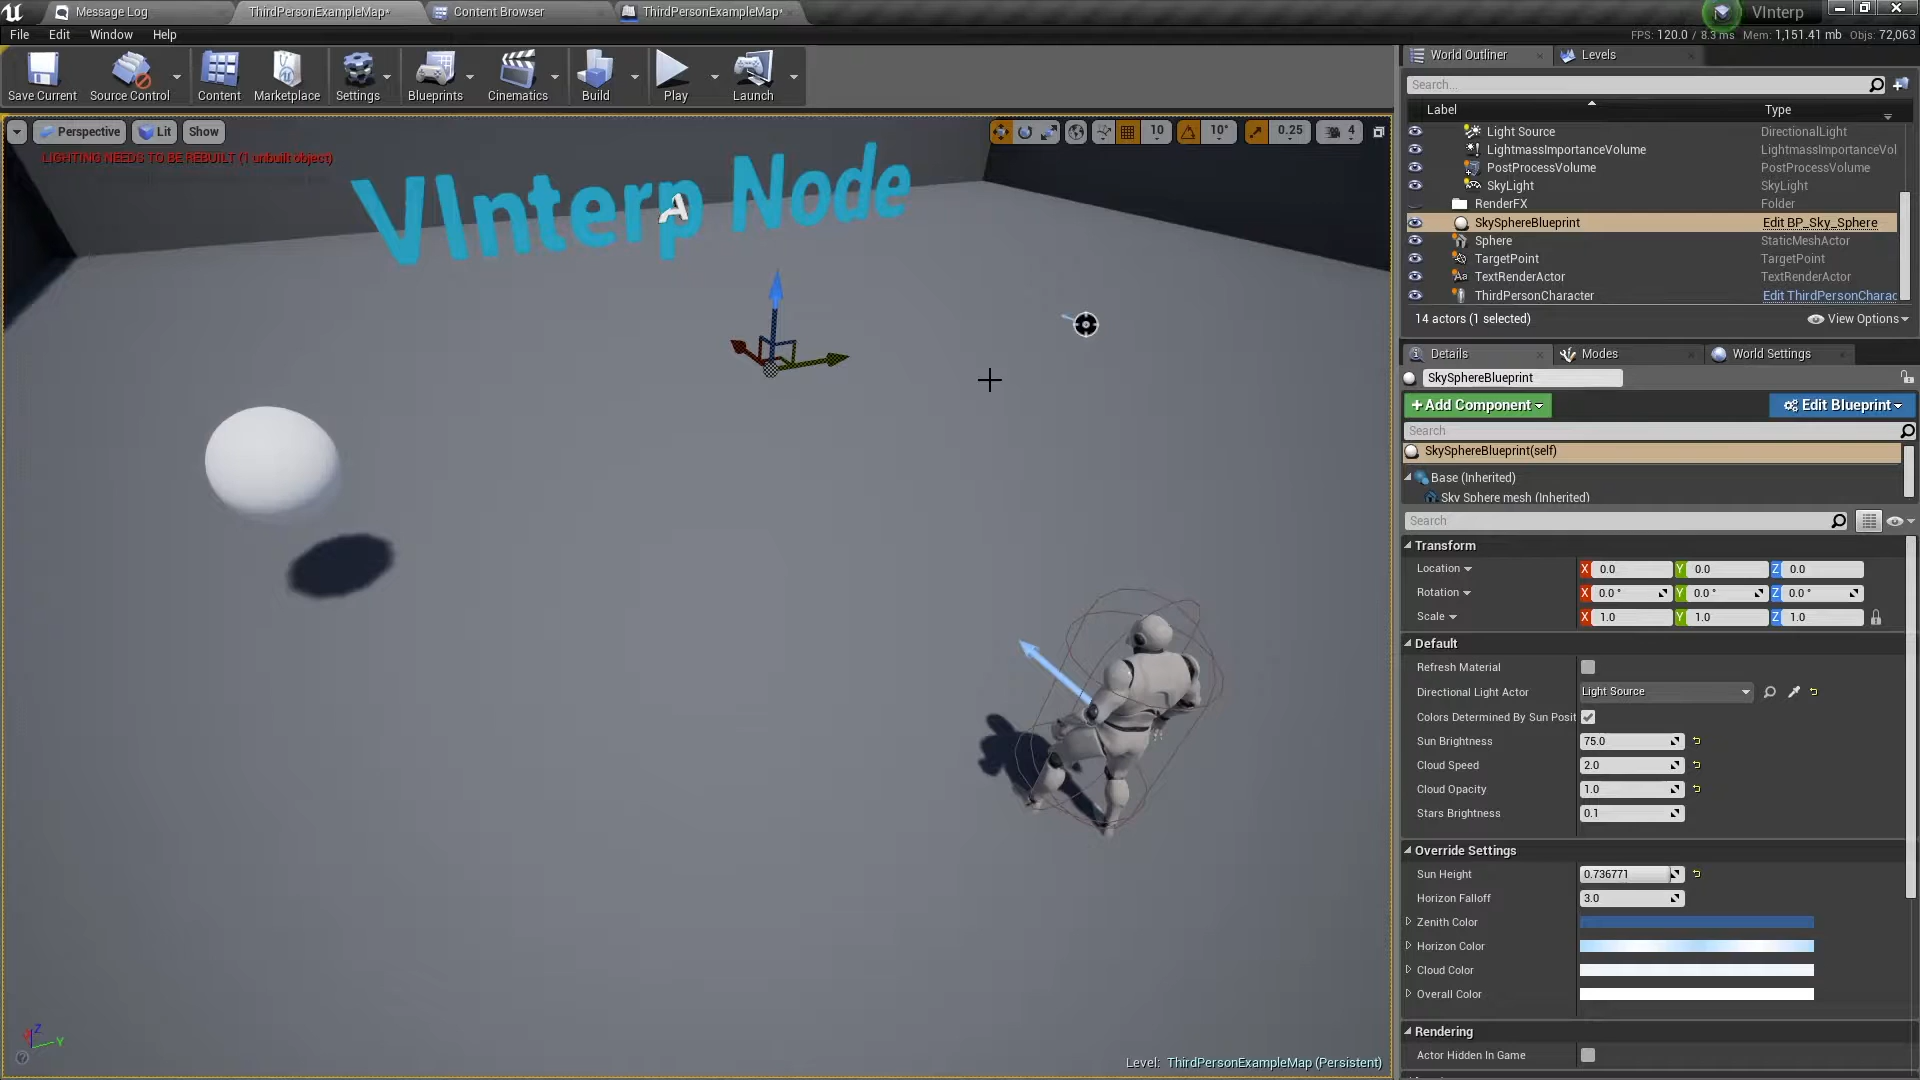 Message Log
ThirdPersonExampleMap*
Content Browser
ThirdPersonExampleMap*
VInterp
File Edit Window Help
FPS: 120.0 / 8.3 ms Mem: 1,151.41 mb Objs: 72,063
Save Current
Source Control
Content
Marketplace
Settings
Blueprints
Cinematics
Build
Play
Launch
Perspective Lit Show
10 10° 0.25 4
LIGHTING NEEDS TO BE REBUILT (1 unbuilt object)
VInterp Node
Z
Y
Level: ThirdPersonExampleMap (Persistent)
World Outliner Levels
Search...
Label Type
Light Source DirectionalLight
LightmassImportanceVolume LightmassImportanceVol
PostProcessVolume PostProcessVolume
SkyLight SkyLight
RenderFX Folder
SkySphereBlueprint Edit BP_Sky_Sphere
Sphere StaticMeshActor
TargetPoint TargetPoint
Aa TextRenderActor TextRenderActor
ThirdPersonCharacter Edit ThirdPersonCharac
14 actors (1 selected) View Options
Details Modes World Settings
SkySphereBlueprint
+ Add Component Edit Blueprint
Search
SkySphereBlueprint(self)
Base (Inherited)
Sky Sphere mesh (Inherited)
Search
Transform
Location X 0.0 Y 0.0 Z 0.0
Rotation X 0.0 ° Y 0.0 ° Z 0.0 °
Scale X 1.0 Y 1.0 Z 1.0
Default
Refresh Material
Directional Light Actor Light Source
Colors Determined By Sun Posit
Sun Brightness 75.0
Cloud Speed 2.0
Cloud Opacity 1.0
Stars Brightness 0.1
Override Settings
Sun Height 0.736771
Horizon Falloff 3.0
Zenith Color
Horizon Color
Cloud Color
Overall Color
Rendering
Actor Hidden In Game